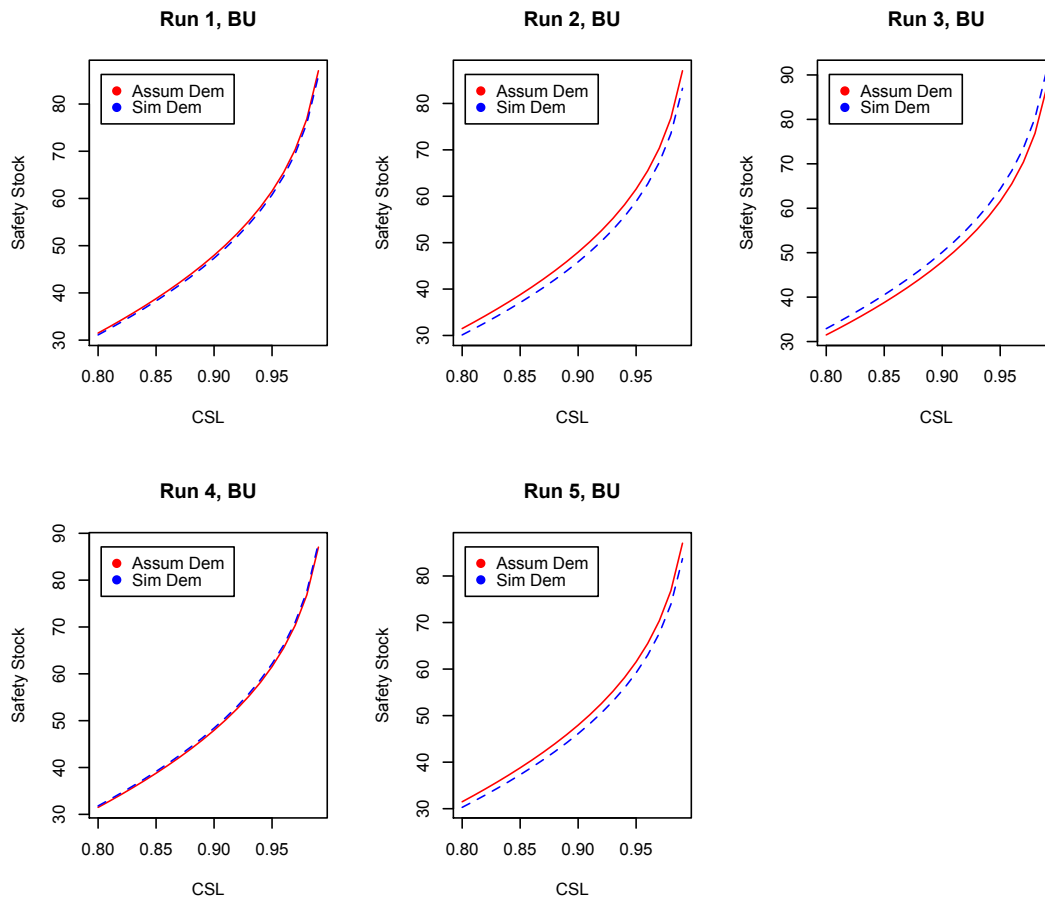 Run 1, BU
Assum Dem
Sim Dem
Safety Stock
30 40 50 60 70 80
0.80 0.85 0.90 0.95
CSL
Run 2, BU
Assum Dem
Sim Dem
Safety Stock
30 40 50 60 70 80
0.80 0.85 0.90 0.95
CSL
Run 3, BU
Assum Dem
Sim Dem
Safety Stock
30 40 50 60 70 80 90
0.80 0.85 0.90 0.95
CSL
Run 4, BU
Assum Dem
Sim Dem
Safety Stock
30 40 50 60 70 80 90
0.80 0.85 0.90 0.95
CSL
Run 5, BU
Assum Dem
Sim Dem
Safety Stock
30 40 50 60 70 80
0.80 0.85 0.90 0.95
CSL